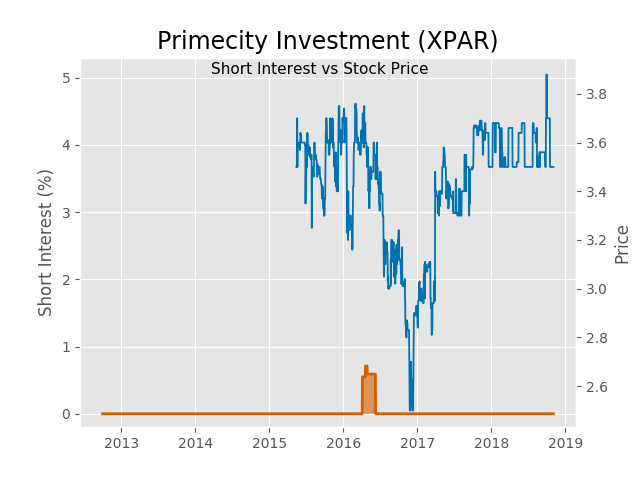 Primecity Investment (XPAR)
Short Interest vs Stock Price
Short Interest (%)
5
4
3
2
1
0
3.8
3.6
3.4
3.2
3.0
2.8
2.6
Price
2013 2014 2015 2016 2017 2018 2019